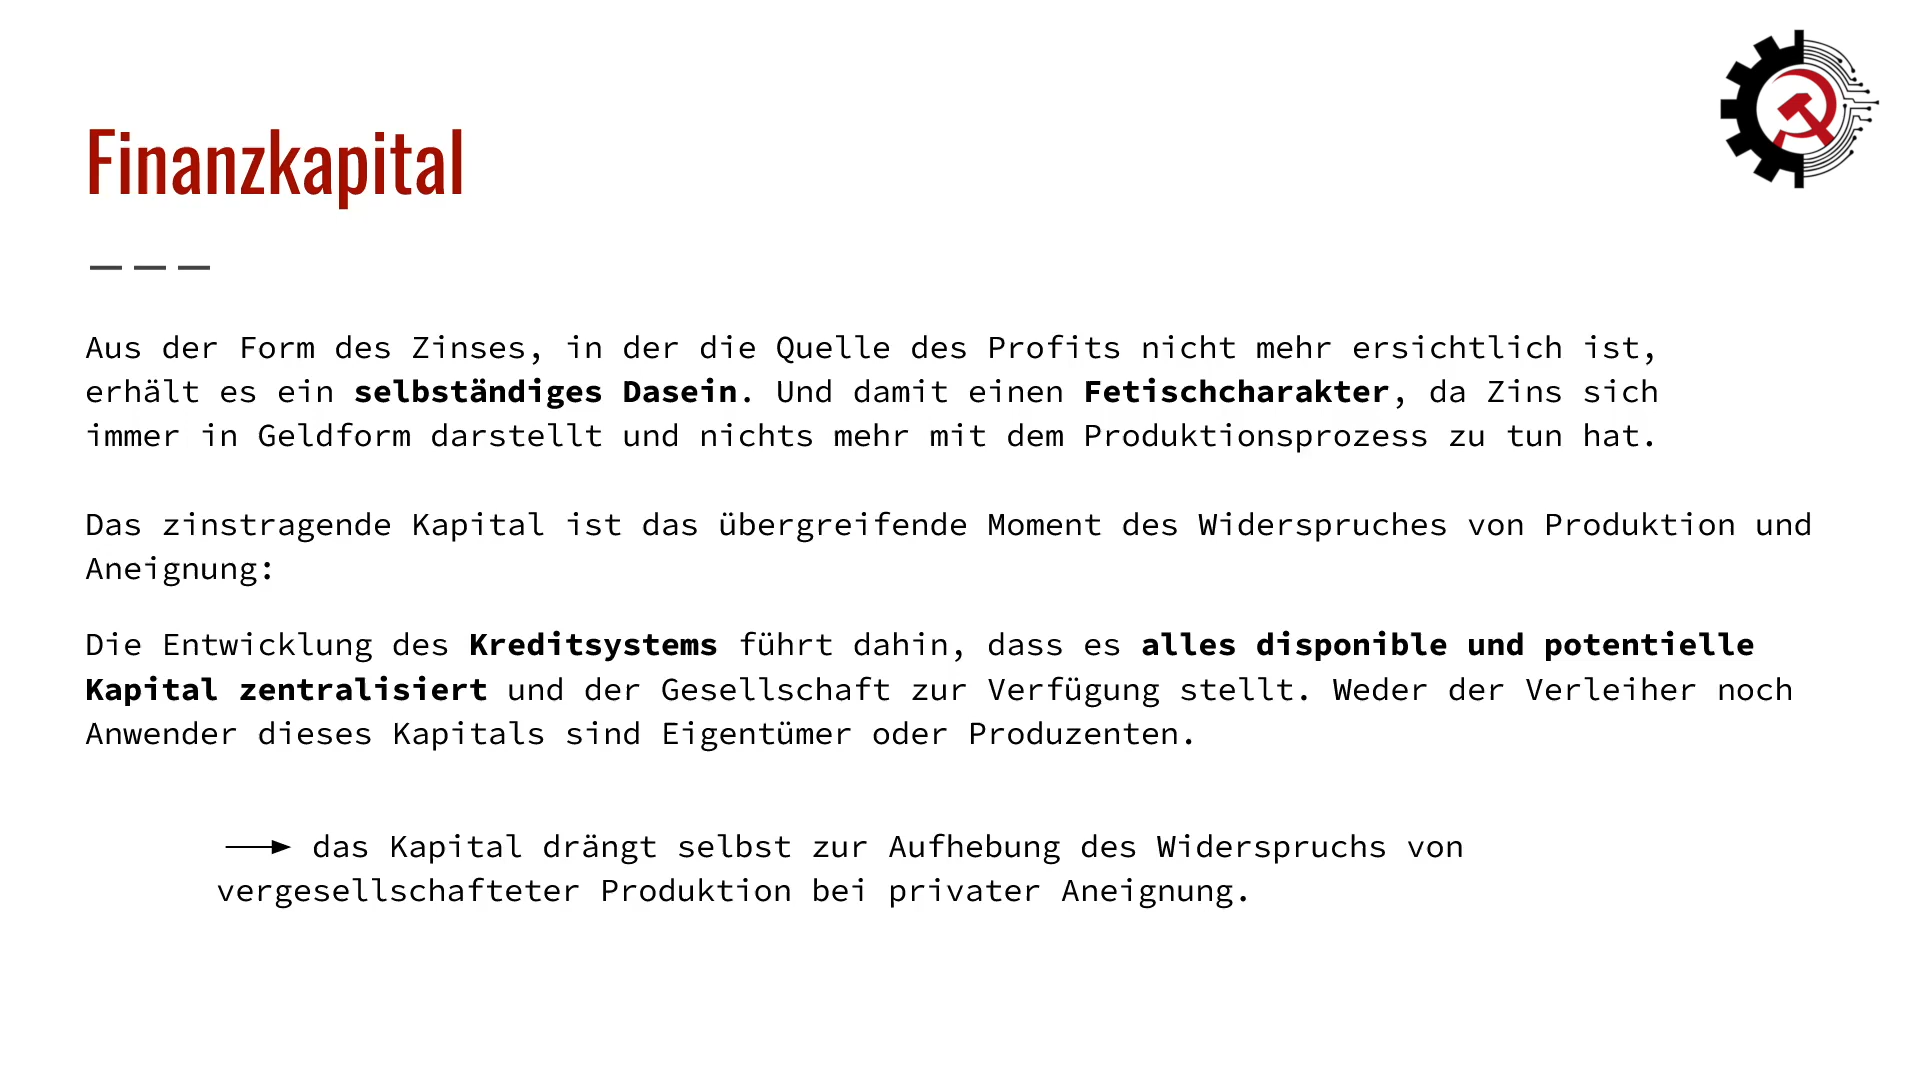 Finanzkapital
Aus der Form des Zinses, in der die Quelle des Profits nicht mehr ersichtlich ist,
erhält es ein selbständiges Dasein. Und damit einen Fetischcharakter, da Zins sich
immer in Geldform darstellt und nichts mehr mit dem Produktionsprozess zu tun hat.
Das zinstragende Kapital ist das übergreifende Moment des Widerspruches von Produktion und
Aneignung:
Die Entwicklung des Kreditsystems führt dahin, dass es alles disponible und potentielle
Kapital zentralisiert und der Gesellschaft zur Verfügung stellt. Weder der Verleiher noch
Anwender dieses Kapitals sind Eigentümer oder Produzenten.
das Kapital drängt selbst zur Aufhebung des Widerspruchs von
vergesellschafteter Produktion bei privater Aneignung.